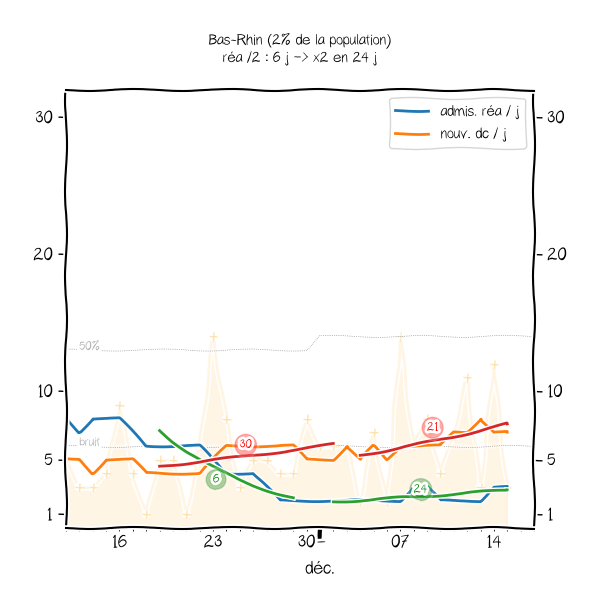 Bas-Rhin (2% de la population)
réa /2 : 6 j -> x2 en 24 j
admis. réa / j
nouv. dc / j
30 30
20 20
50%
10 10
bruit
30 21
5 5
6 24
1 1
16 23 30 07 14
déc.